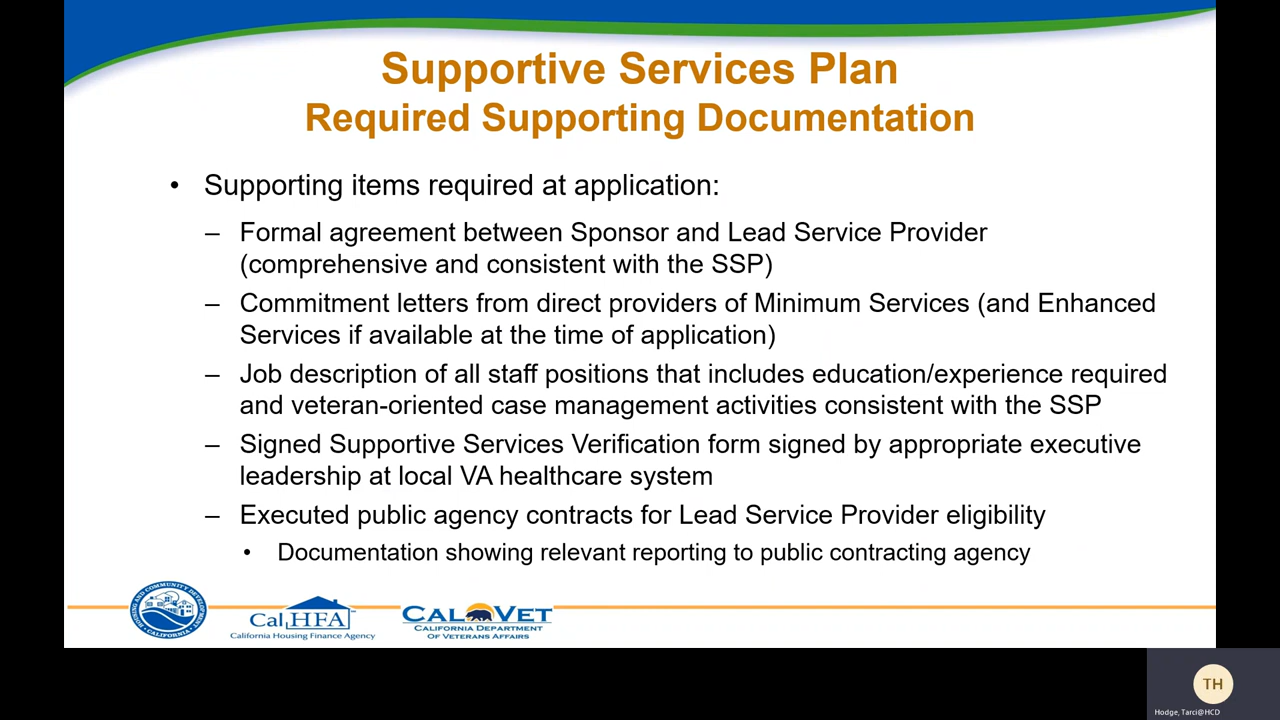 Supportive Services Plan
Required Supporting Documentation
• Supporting items required at application:
– Formal agreement between Sponsor and Lead Service Provider
(comprehensive and consistent with the SSP)
– Commitment letters from direct providers of Minimum Services (and Enhanced
Services if available at the time of application)
– Job description of all staff positions that includes education/experience required
and veteran-oriented case management activities consistent with the SSP
– Signed Supportive Services Verification form signed by appropriate executive
leadership at local VA healthcare system
– Executed public agency contracts for Lead Service Provider eligibility
• Documentation showing relevant reporting to public contracting agency
HOUSING AND COMMUNITY DEVELOPMENT
CALIFORNIA
CalHFA
California Housing Finance Agency
CALVET
CALIFORNIA DEPARTMENT
OF VETERANS AFFAIRS
TH
Hodge, Tarci@HCD